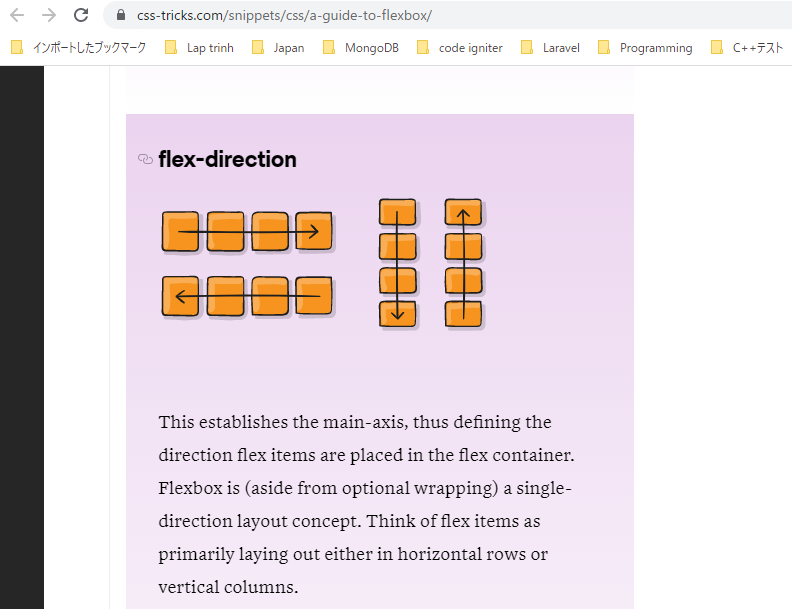 css-tricks.com/snippets/css/a-guide-to-flexbox/
インポートしたブックマーク Lap trinh Japan MongoDB code igniter Laravel Programming C++テスト
flex-direction
This establishes the main-axis, thus defining the
direction flex items are placed in the flex container.
Flexbox is (aside from optional wrapping) a single-
direction layout concept. Think of flex items as
primarily laying out either in horizontal rows or
vertical columns.